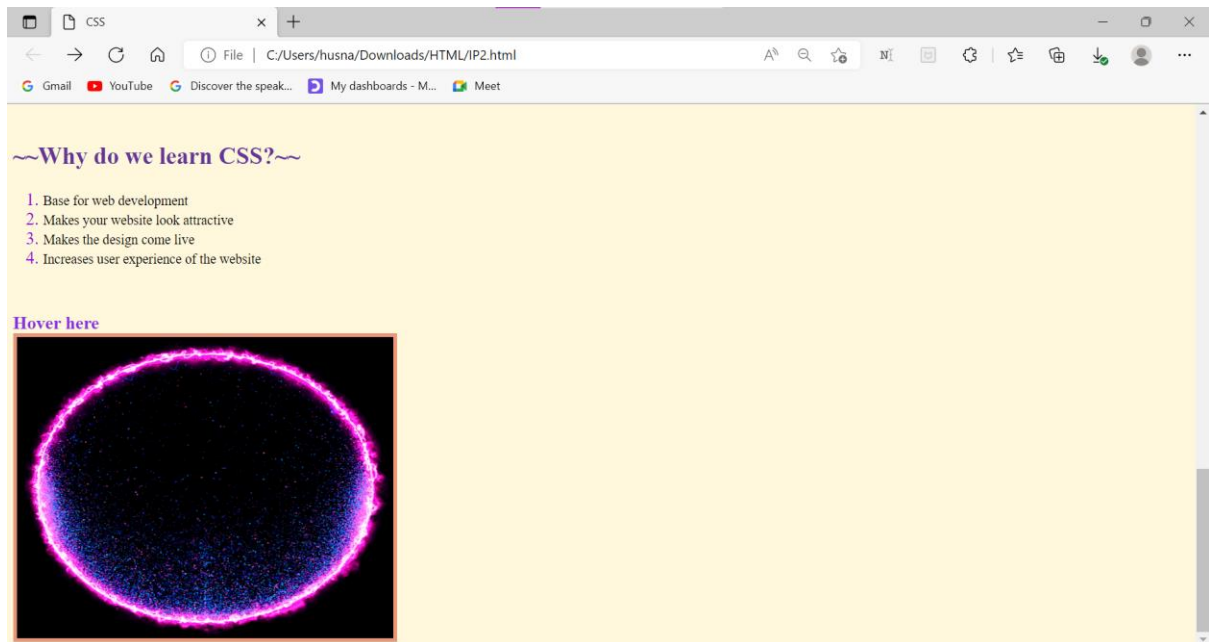 CSS
File | C:/Users/husna/Downloads/HTML/IP2.html
Gmail YouTube Discover the speak... My dashboards - M... Meet
~~Why do we learn CSS?~~
1. Base for web development
2. Makes your website look attractive
3. Makes the design come live
4. Increases user experience of the website
Hover here